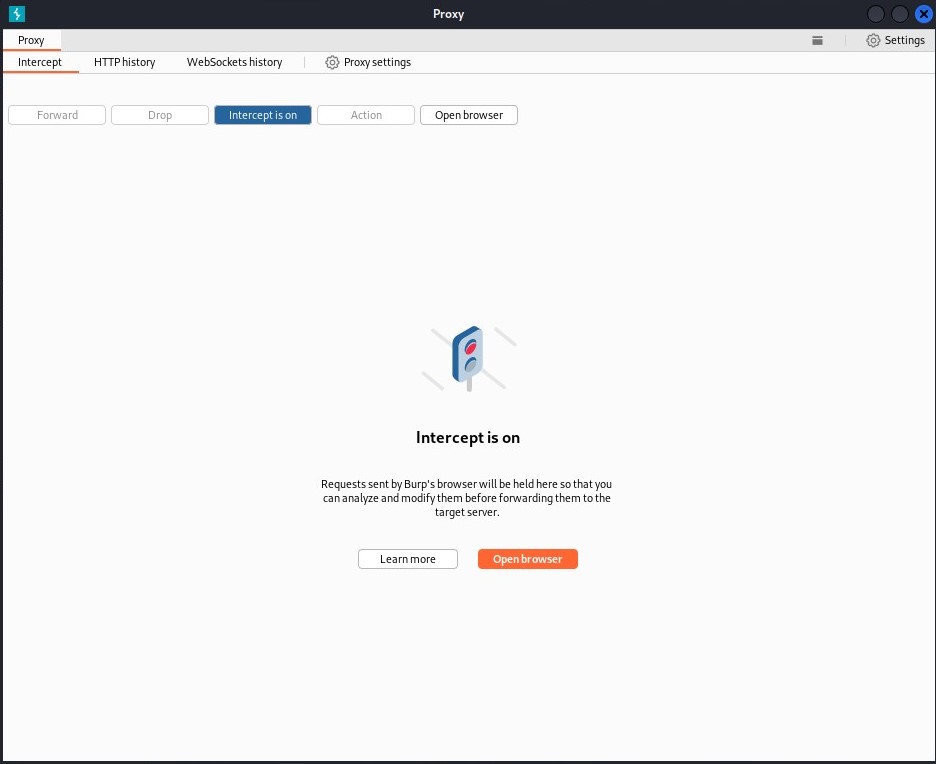 Proxy
Proxy Settings
Intercept HTTP history WebSockets history Proxy settings
Forward Drop Intercept is on Action Open browser
Intercept is on
Requests sent by Burp's browser will be held here so that you
can analyze and modify them before forwarding them to the
target server.
Learn more Open browser